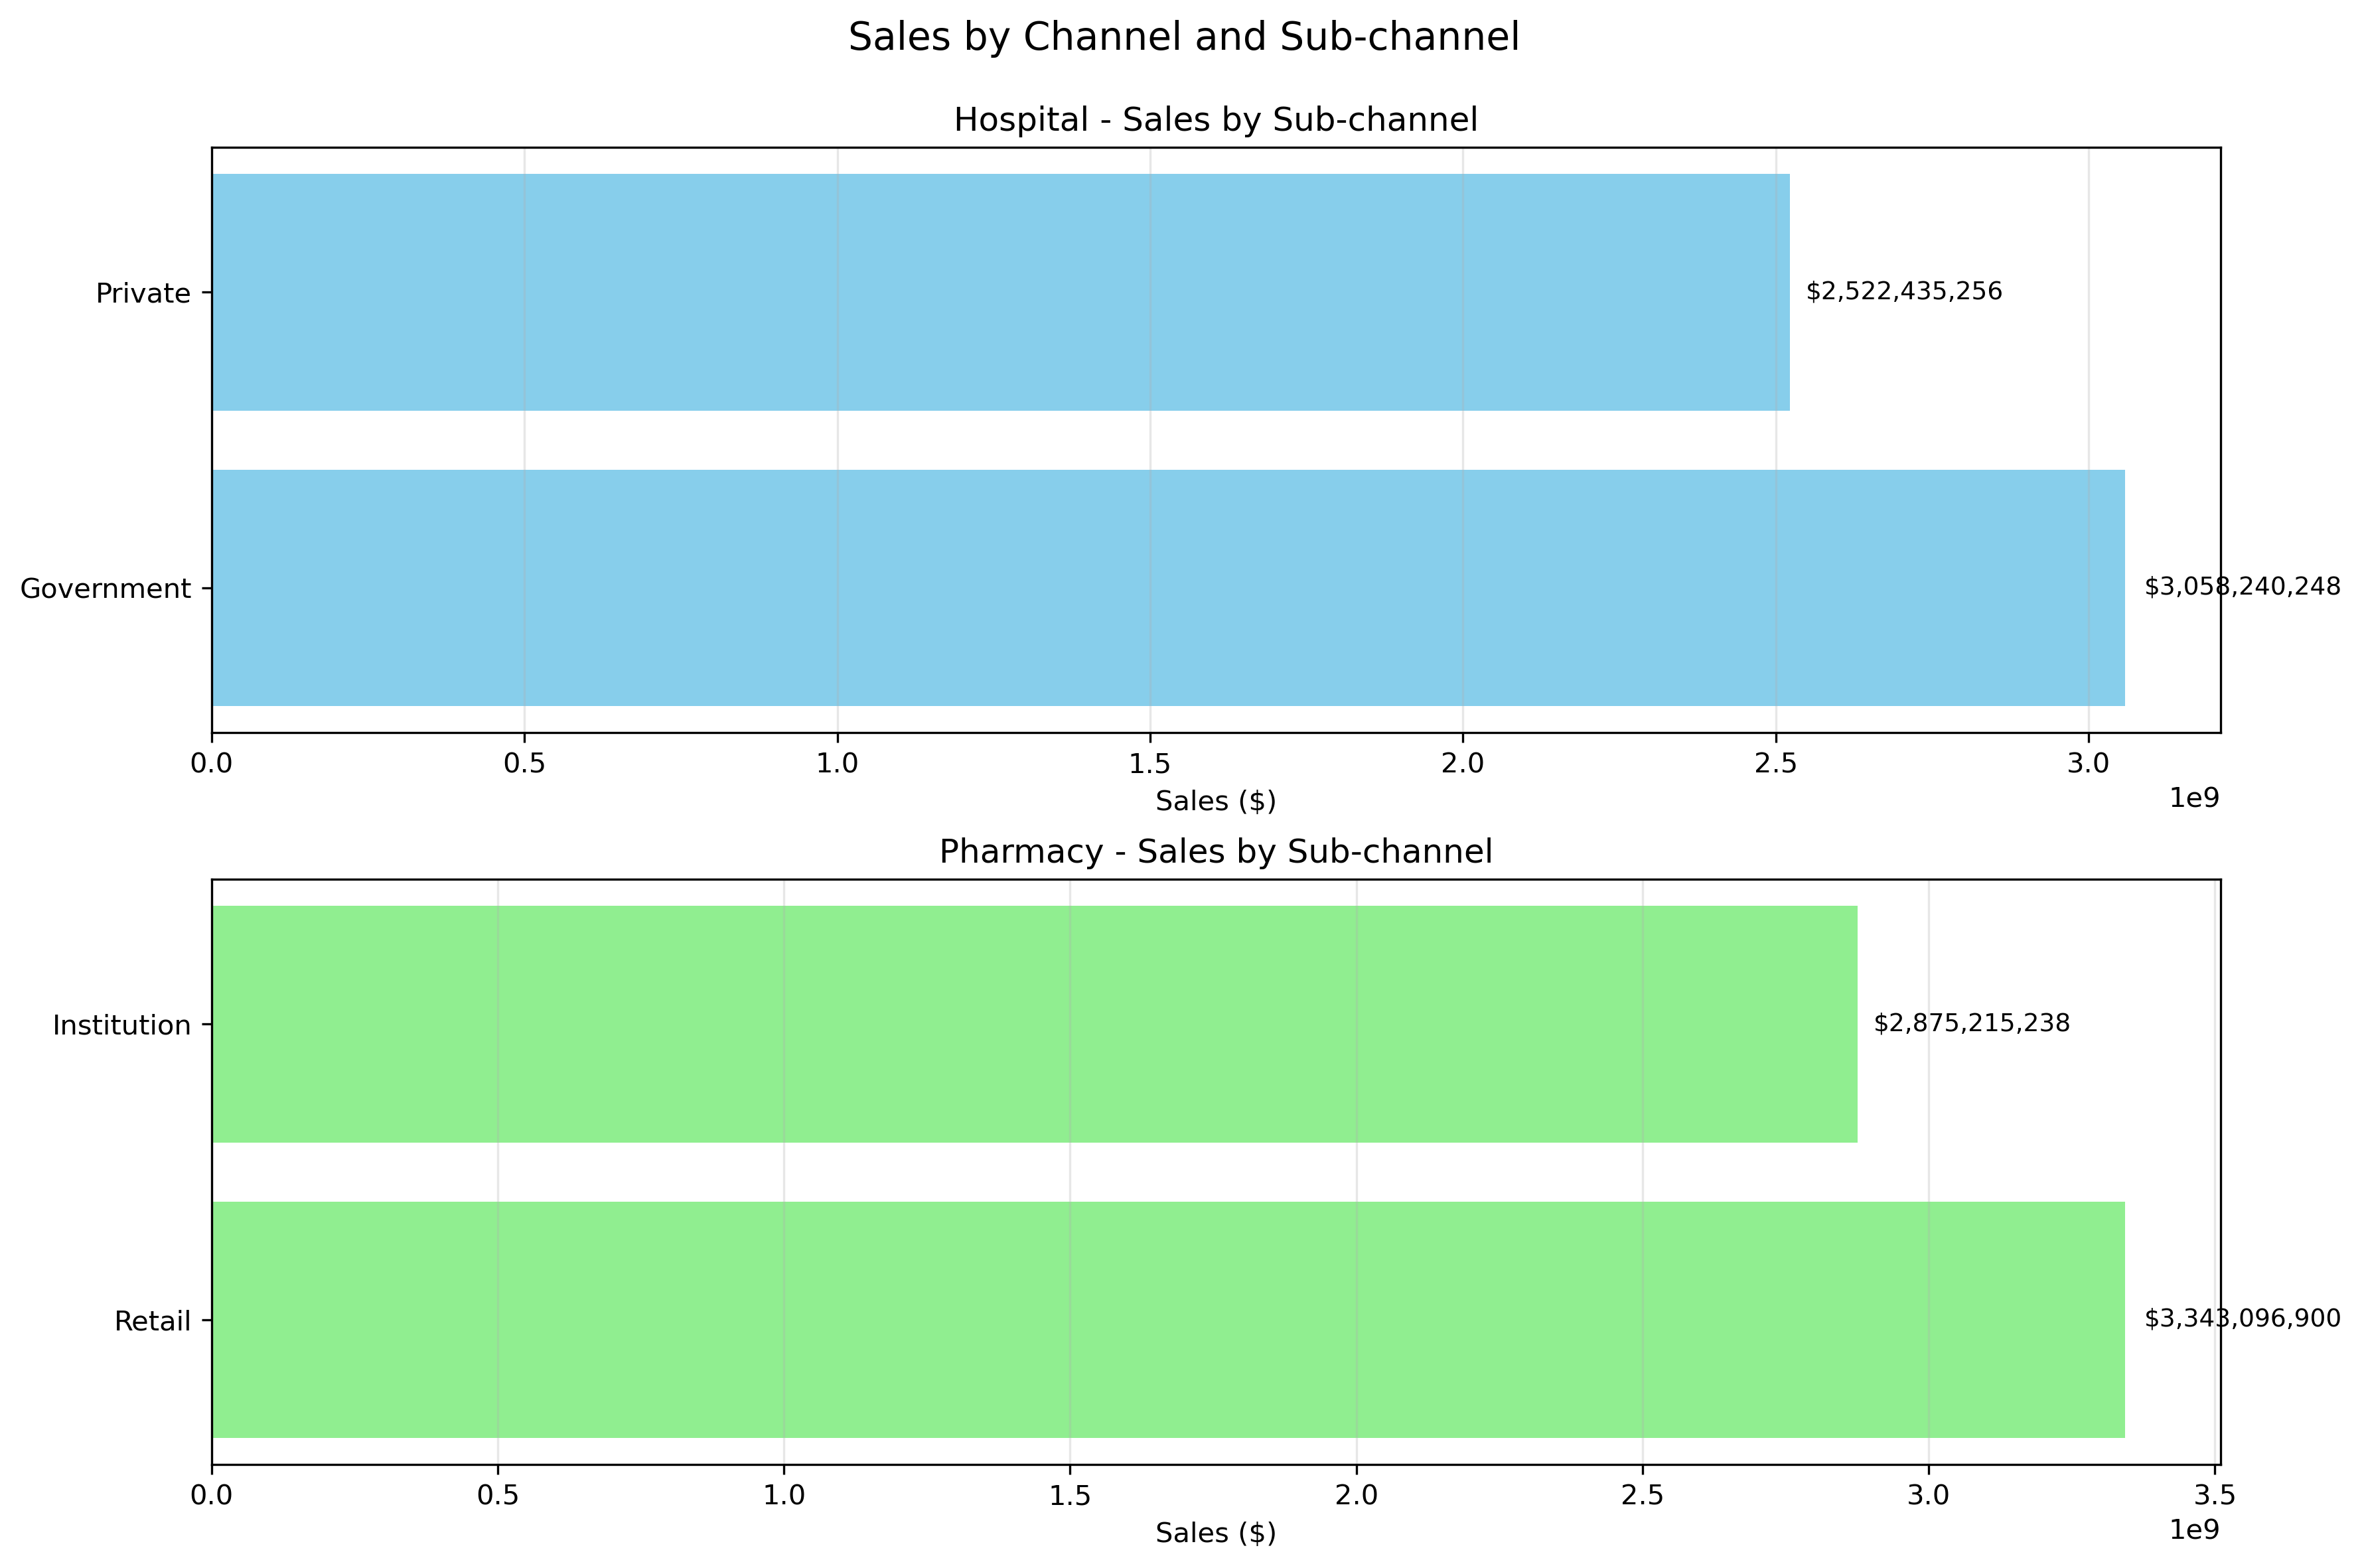 Sales by Channel and Sub-channel
Hospital - Sales by Sub-channel
Private
$2,522,435,256
Government
$3,058,240,248
0.0 0.5 1.0 1.5 2.0 2.5 3.0
Sales ($)
1e9
Pharmacy - Sales by Sub-channel
Institution
$2,875,215,238
Retail
$3,343,096,900
0.0 0.5 1.0 1.5 2.0 2.5 3.0 3.5
Sales ($)
1e9